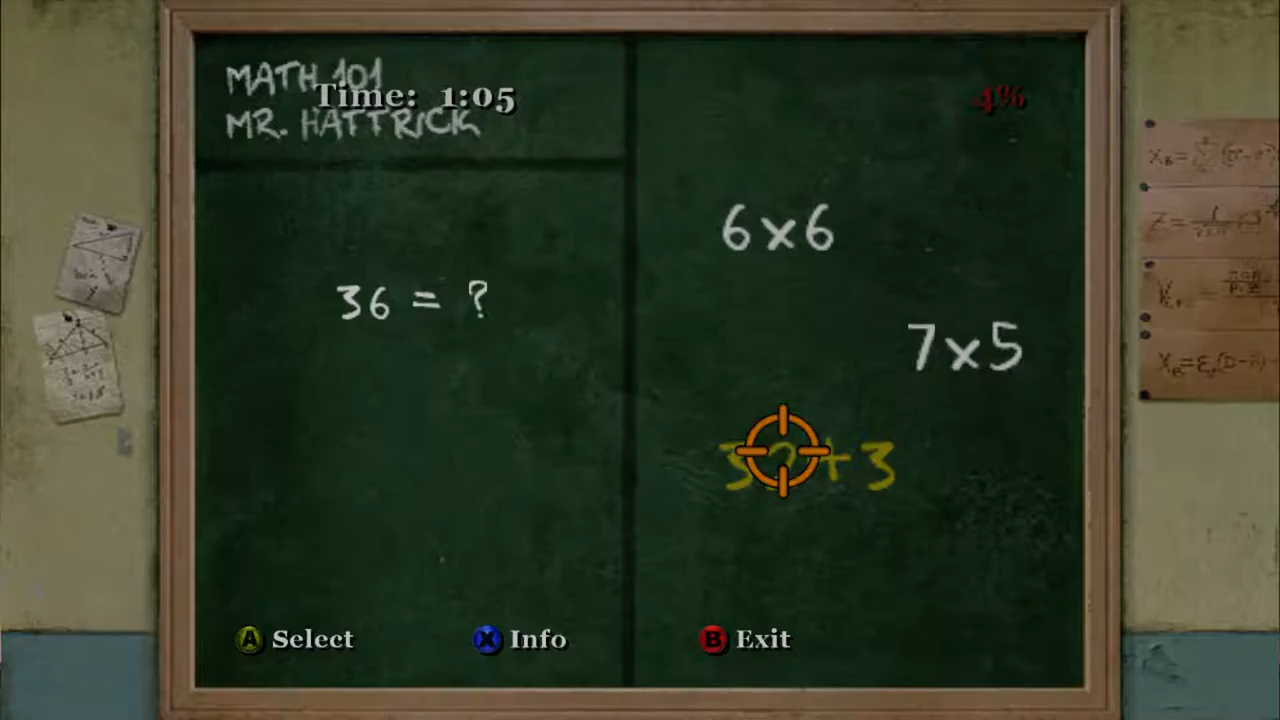 MATH 101
Time: 1:05
MR. HATTRICK
4%
36 = ?
6x6
7x5
+3
A Select
X Info
B Exit